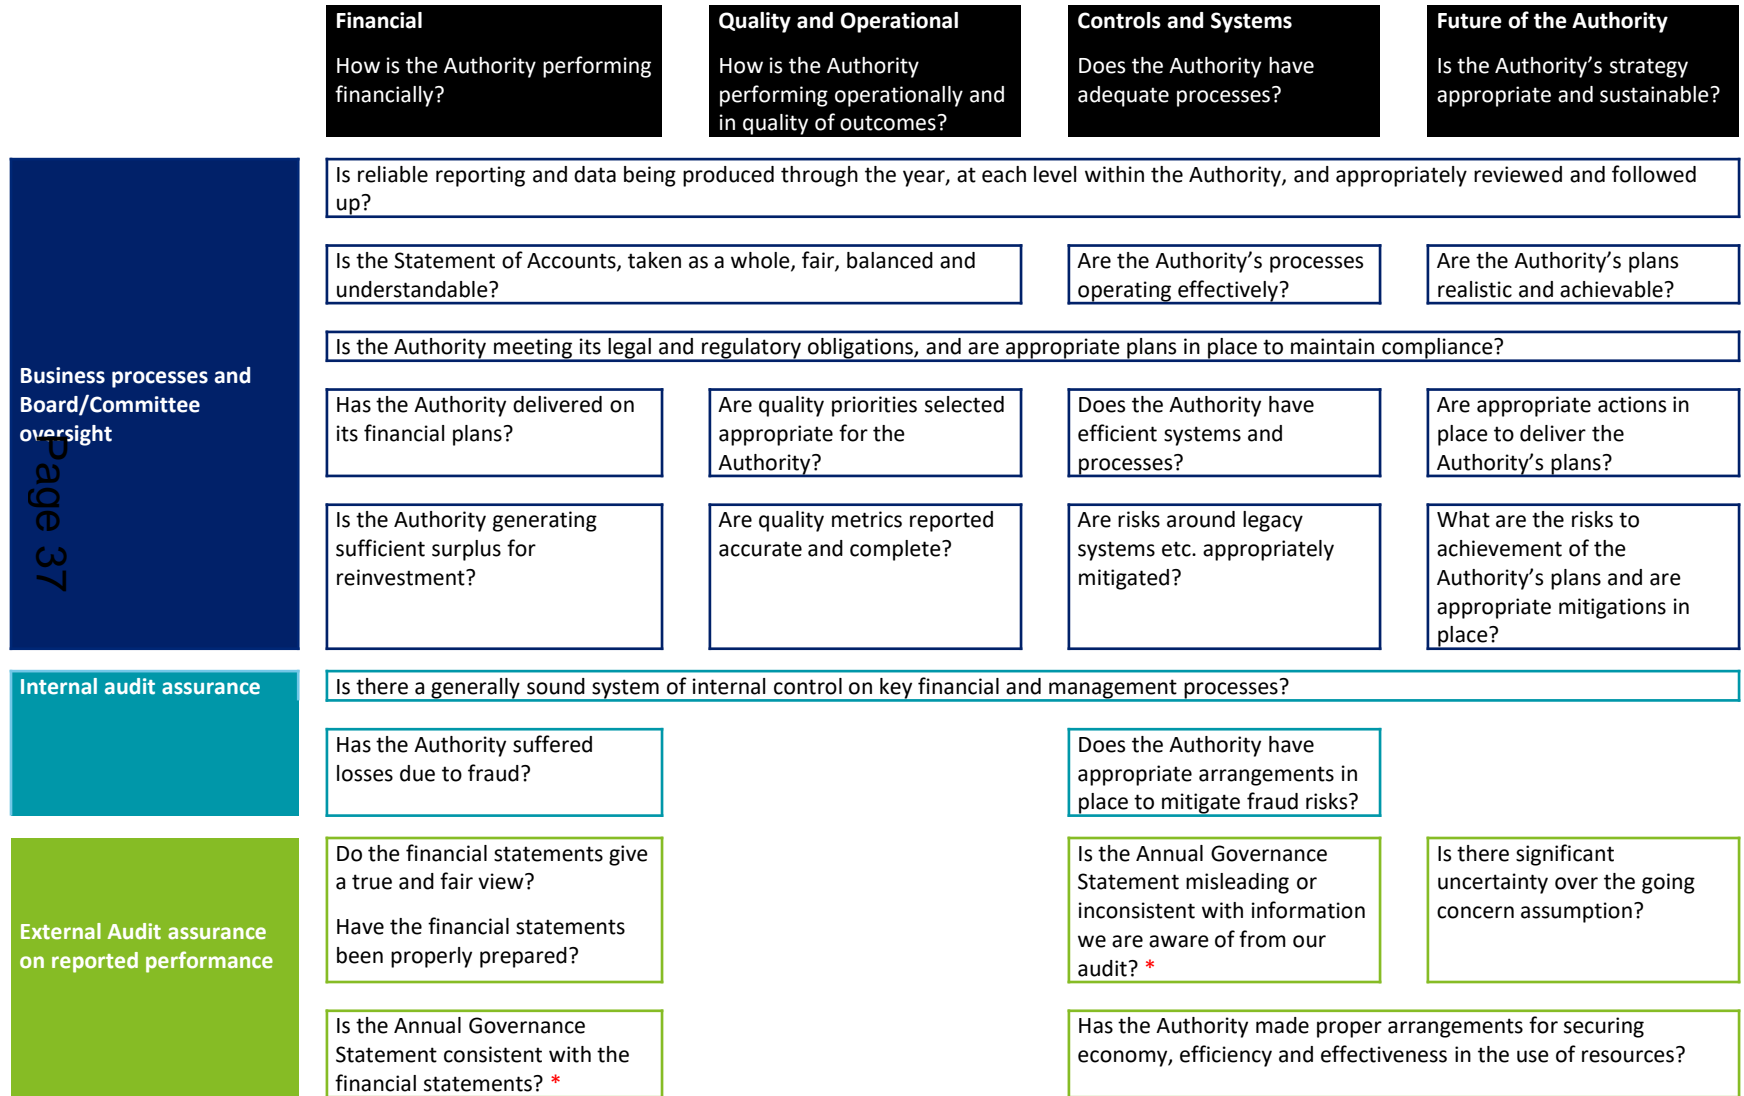 Financial
How is the Authority performing
financially?
Quality and Operational
How is the Authority
performing operationally and
in quality of outcomes?
Controls and Systems
Does the Authority have
adequate processes?
Future of the Authority
Is the Authority’s strategy
appropriate and sustainable?
Business processes and
Board/Committee
oversight
Page 37
Is reliable reporting and data being produced through the year, at each level within the Authority, and appropriately reviewed and followed
up?
Is the Statement of Accounts, taken as a whole, fair, balanced and
understandable?
Are the Authority’s processes
operating effectively?
Are the Authority’s plans
realistic and achievable?
Is the Authority meeting its legal and regulatory obligations, and are appropriate plans in place to maintain compliance?
Has the Authority delivered on
its financial plans?
Are quality priorities selected
appropriate for the
Authority?
Does the Authority have
efficient systems and
processes?
Are appropriate actions in
place to deliver the
Authority’s plans?
Is the Authority generating
sufficient surplus for
reinvestment?
Are quality metrics reported
accurate and complete?
Are risks around legacy
systems etc. appropriately
mitigated?
What are the risks to
achievement of the
Authority’s plans and are
appropriate mitigations in
place?
Internal audit assurance
Is there a generally sound system of internal control on key financial and management processes?
Has the Authority suffered
losses due to fraud?
Does the Authority have
appropriate arrangements in
place to mitigate fraud risks?
External Audit assurance
on reported performance
Do the financial statements give
a true and fair view?
Have the financial statements
been properly prepared?
Is the Annual Governance
Statement misleading or
inconsistent with information
we are aware of from our
audit? *
Is there significant
uncertainty over the going
concern assumption?
Is the Annual Governance
Statement consistent with the
financial statements? *
Has the Authority made proper arrangements for securing
economy, efficiency and effectiveness in the use of resources?